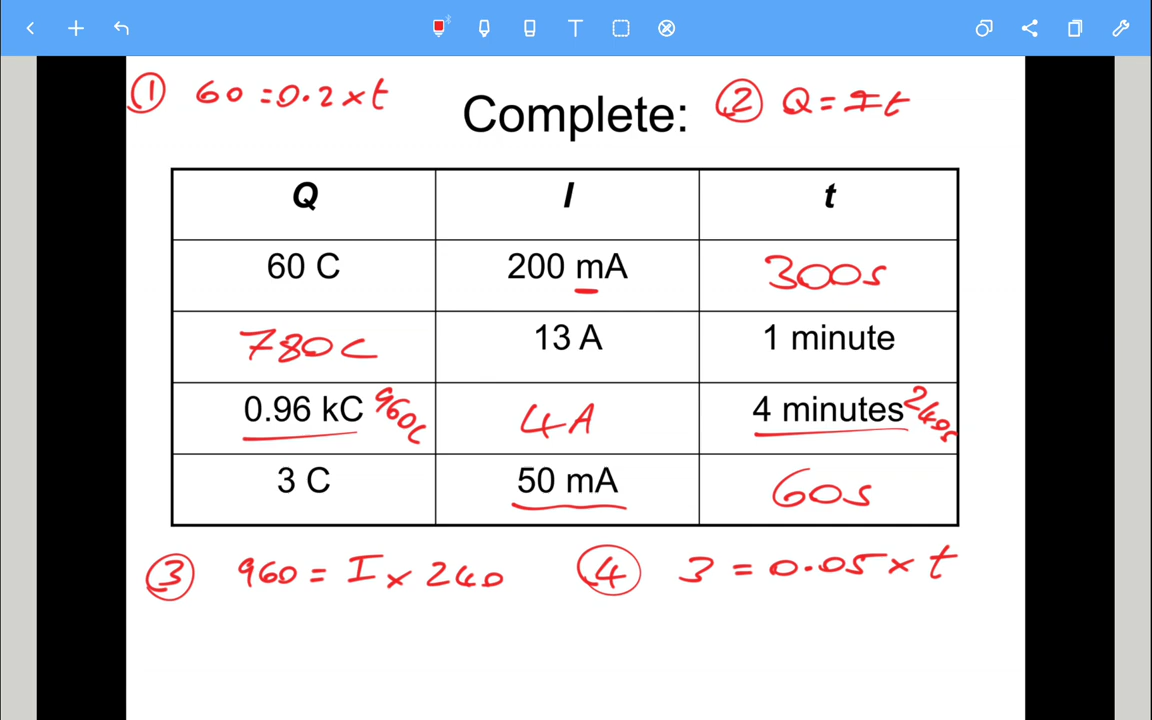 ① 60 = 0.2 × t
Complete:
② Q = It
Q I t
60 C 200 mA 300s
780C 13 A 1 minute
0.96 kC 960C 4A 4 minutes 240s
3 C 50 mA 60s
③ 960 = I × 240
④ 3 = 0.05 × t